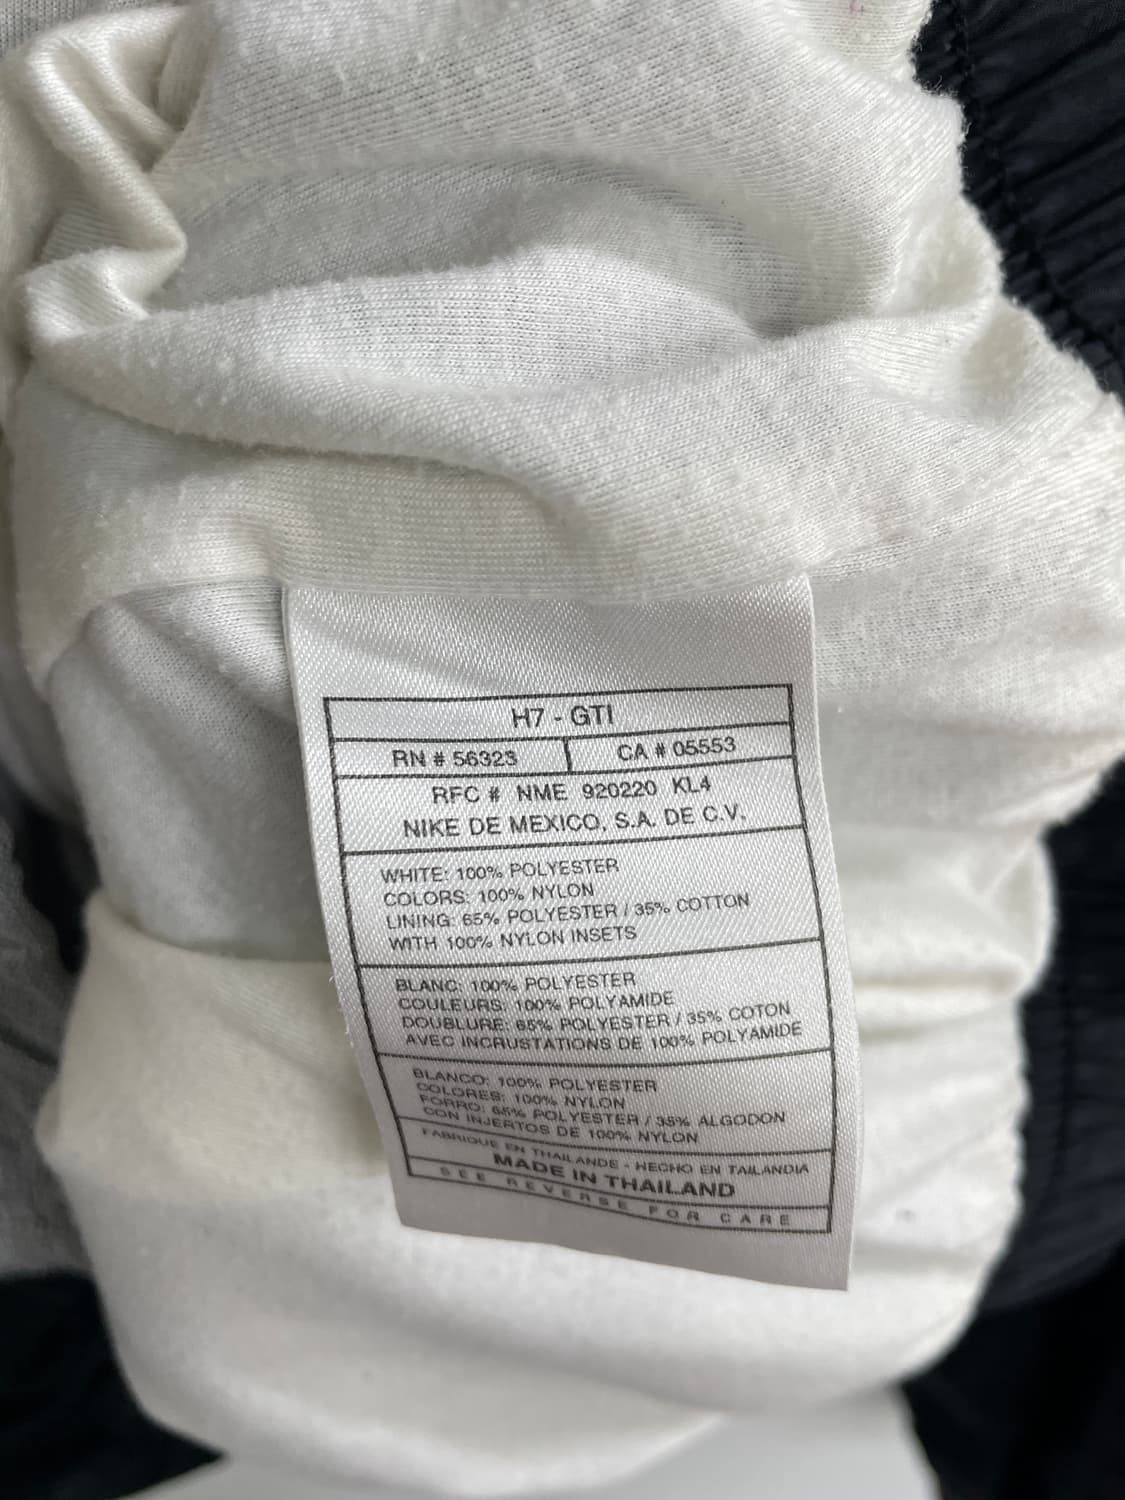 H7 - GTI
RN # 56323 CA # 05553
RFC # NME 920220 KL4
NIKE DE MEXICO, S.A. DE C.V.
WHITE: 100% POLYESTER
COLORS: 100% NYLON
LINING: 65% POLYESTER / 35% COTTON
WITH 100% NYLON INSETS
BLANC: 100% POLYESTER
COULEURS: 100% POLYAMIDE
DOUBLURE: 65% POLYESTER / 35% COTON
AVEC INCRUSTATIONS DE 100% POLYAMIDE
BLANCO: 100% POLYESTER
COLORES: 100% NYLON
FORRO: 65% POLYESTER / 35% ALGODON
CON INJERTOS DE 100% NYLON
FABRIQUE EN THAILANDE - HECHO EN TAILANDIA
MADE IN THAILAND
SEE REVERSE FOR CARE